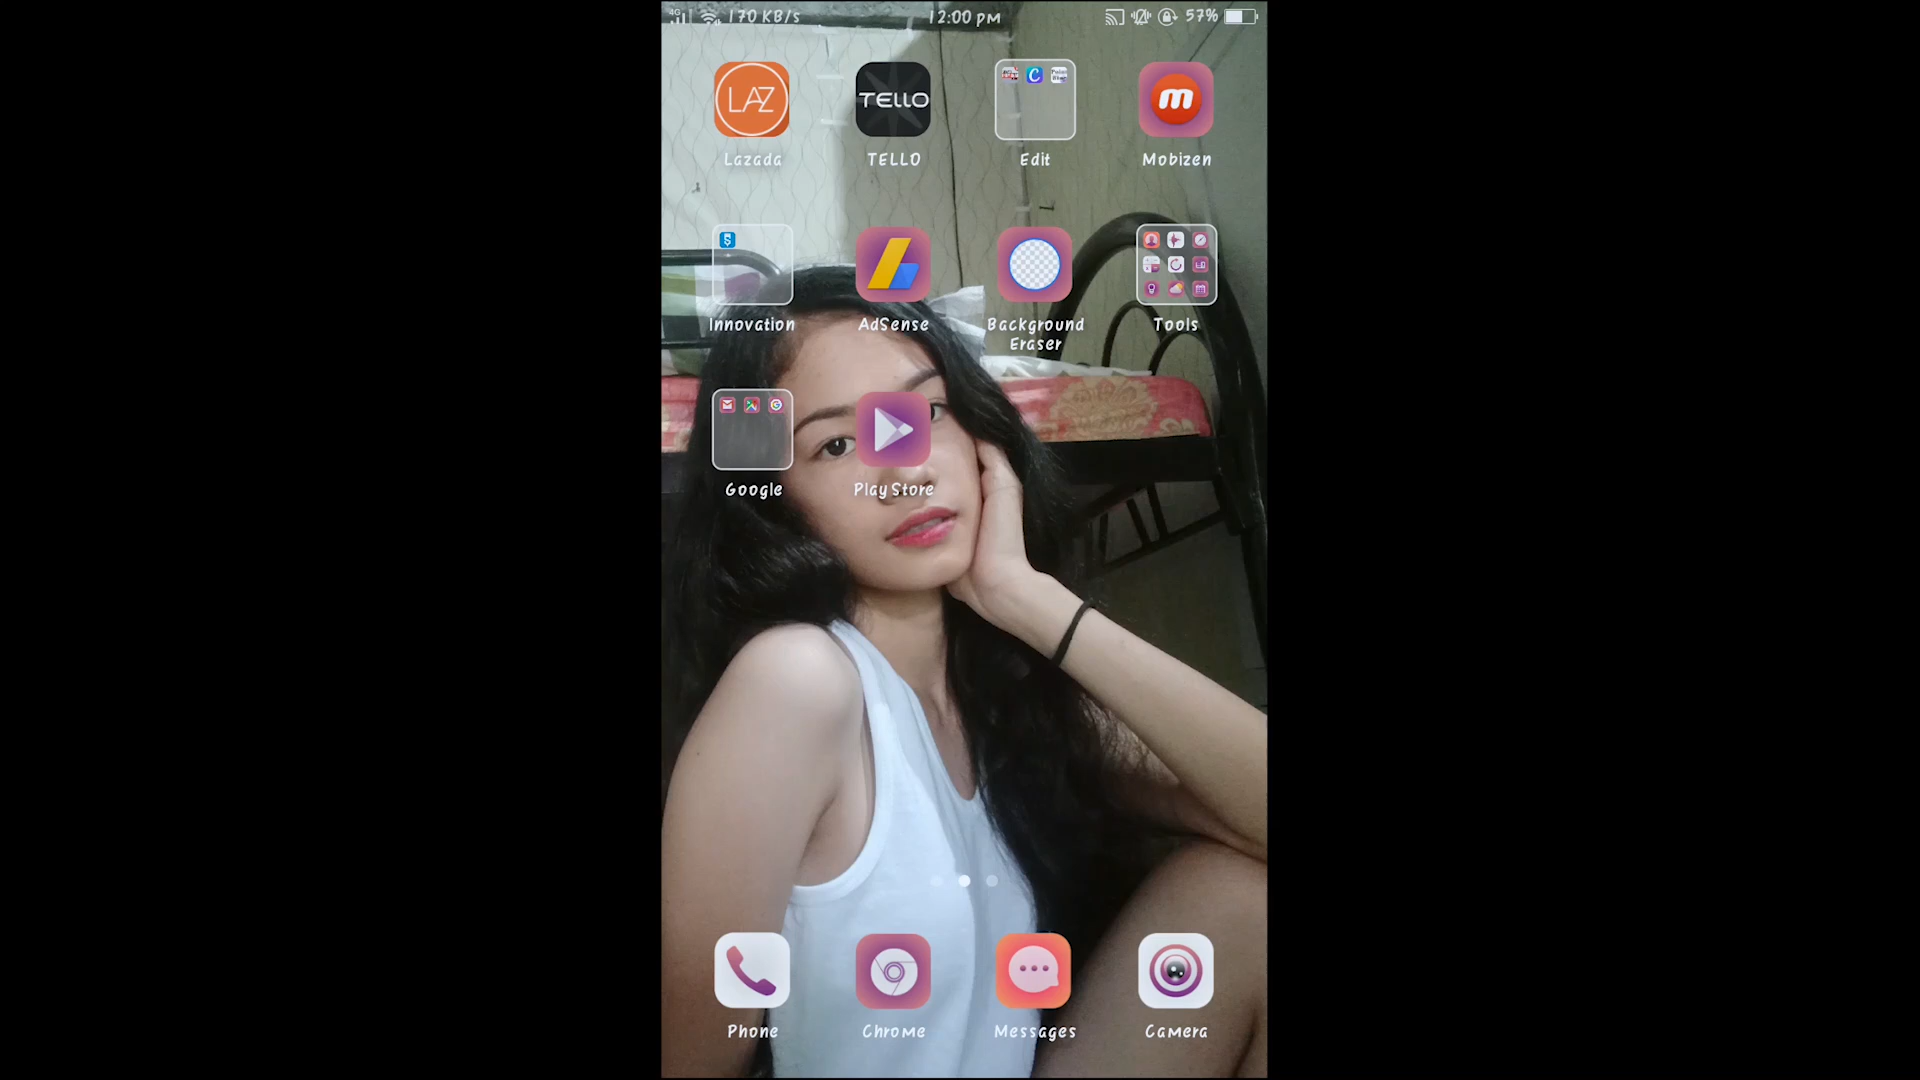 4G 170 KB/s 12:00 pm 57%
LAZ TELLO m
Lazada TELLO Edit Mobizen
Innovation AdSense Background Eraser Tools
Google Play Store
Phone Chrome Messages Camera